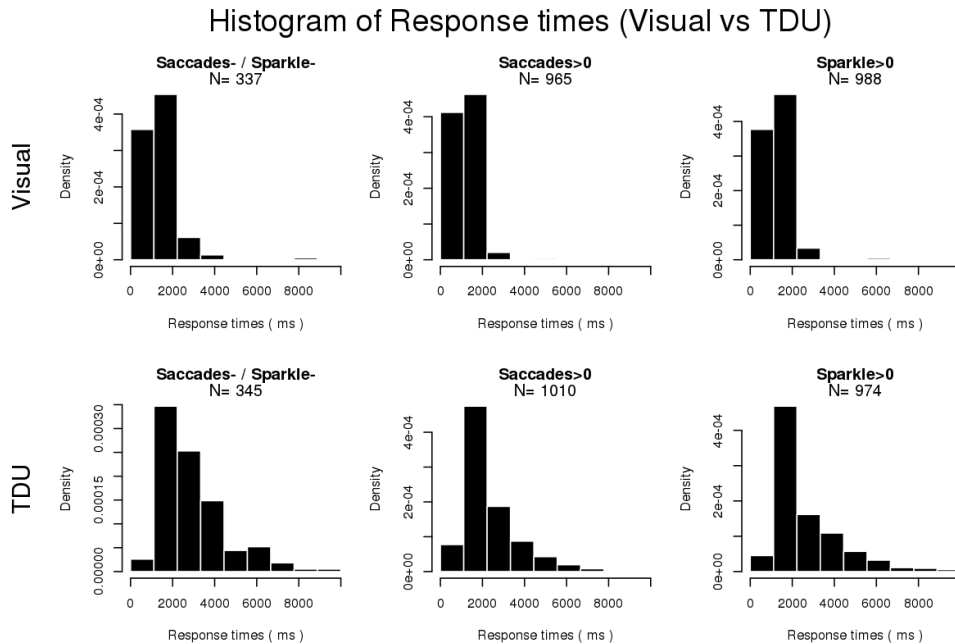 Histogram of Response times (Visual vs TDU)
Visual
Saccades- / Sparkle-
N= 337
Density
0e+00 2e-04 4e-04
0 2000 4000 6000 8000
Response times ( ms )
Saccades>0
N= 965
Density
0e+00 2e-04 4e-04
0 2000 4000 6000 8000
Response times ( ms )
Sparkle>0
N= 988
Density
0e+00 2e-04 4e-04
0 2000 4000 6000 8000
Response times ( ms )
TDU
Saccades- / Sparkle-
N= 345
Density
0.00000 0.00015 0.00030
0 2000 4000 6000 8000
Response times ( ms )
Saccades>0
N= 1010
Density
0e+00 2e-04 4e-04
0 2000 4000 6000 8000
Response times ( ms )
Sparkle>0
N= 974
Density
0e+00 2e-04 4e-04
0 2000 4000 6000 8000
Response times ( ms )